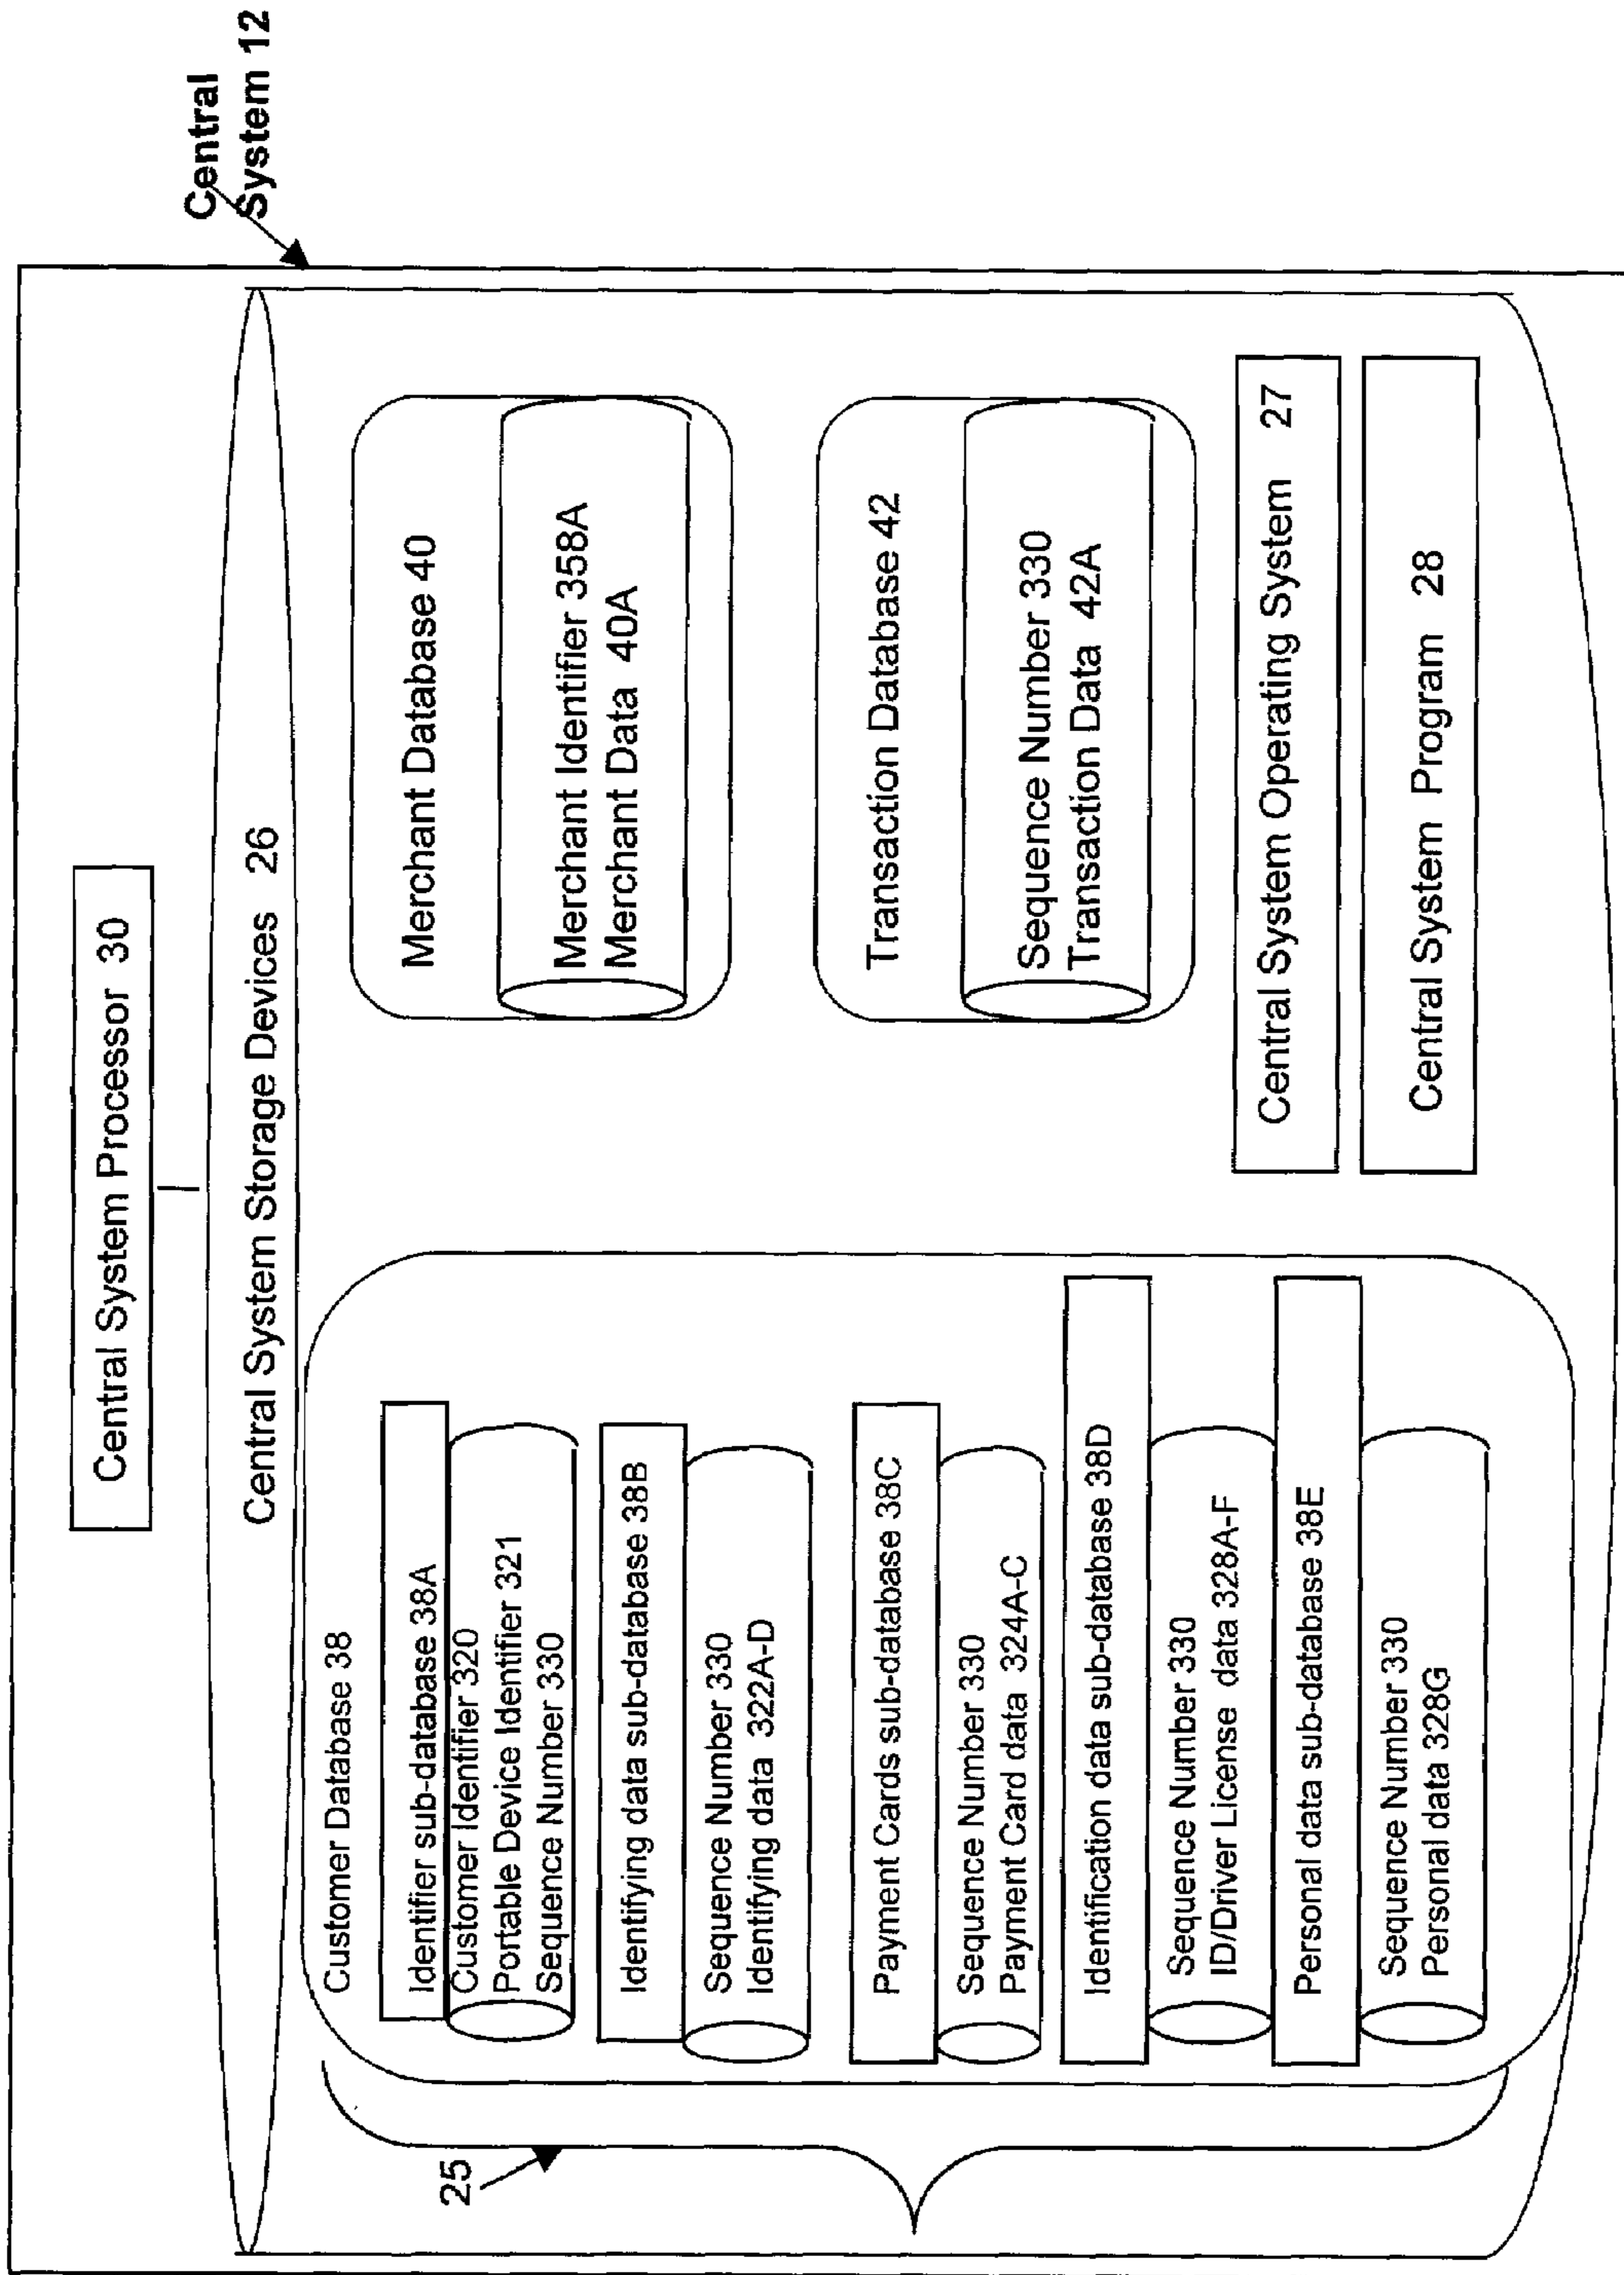 Central
System 12
Central System Processor 30
Central System Storage Devices 26
Customer Database 38
Identifier sub-database 38A
Customer Identifier 320
Portable Device Identifier 321
Sequence Number 330
Identifying data sub-database 38B
Sequence Number 330
Identifying data 322A-D
Payment Cards sub-database 38C
Sequence Number 330
Payment Card data 324A-C
Identification data sub-database 38D
Sequence Number 330
ID/Driver License data 328A-F
Personal data sub-database 38E
Sequence Number 330
Personal data 328G
25
Merchant Database 40
Merchant Identifier 358A
Merchant Data 40A
Transaction Database 42
Sequence Number 330
Transaction Data 42A
Central System Operating System 27
Central System Program 28